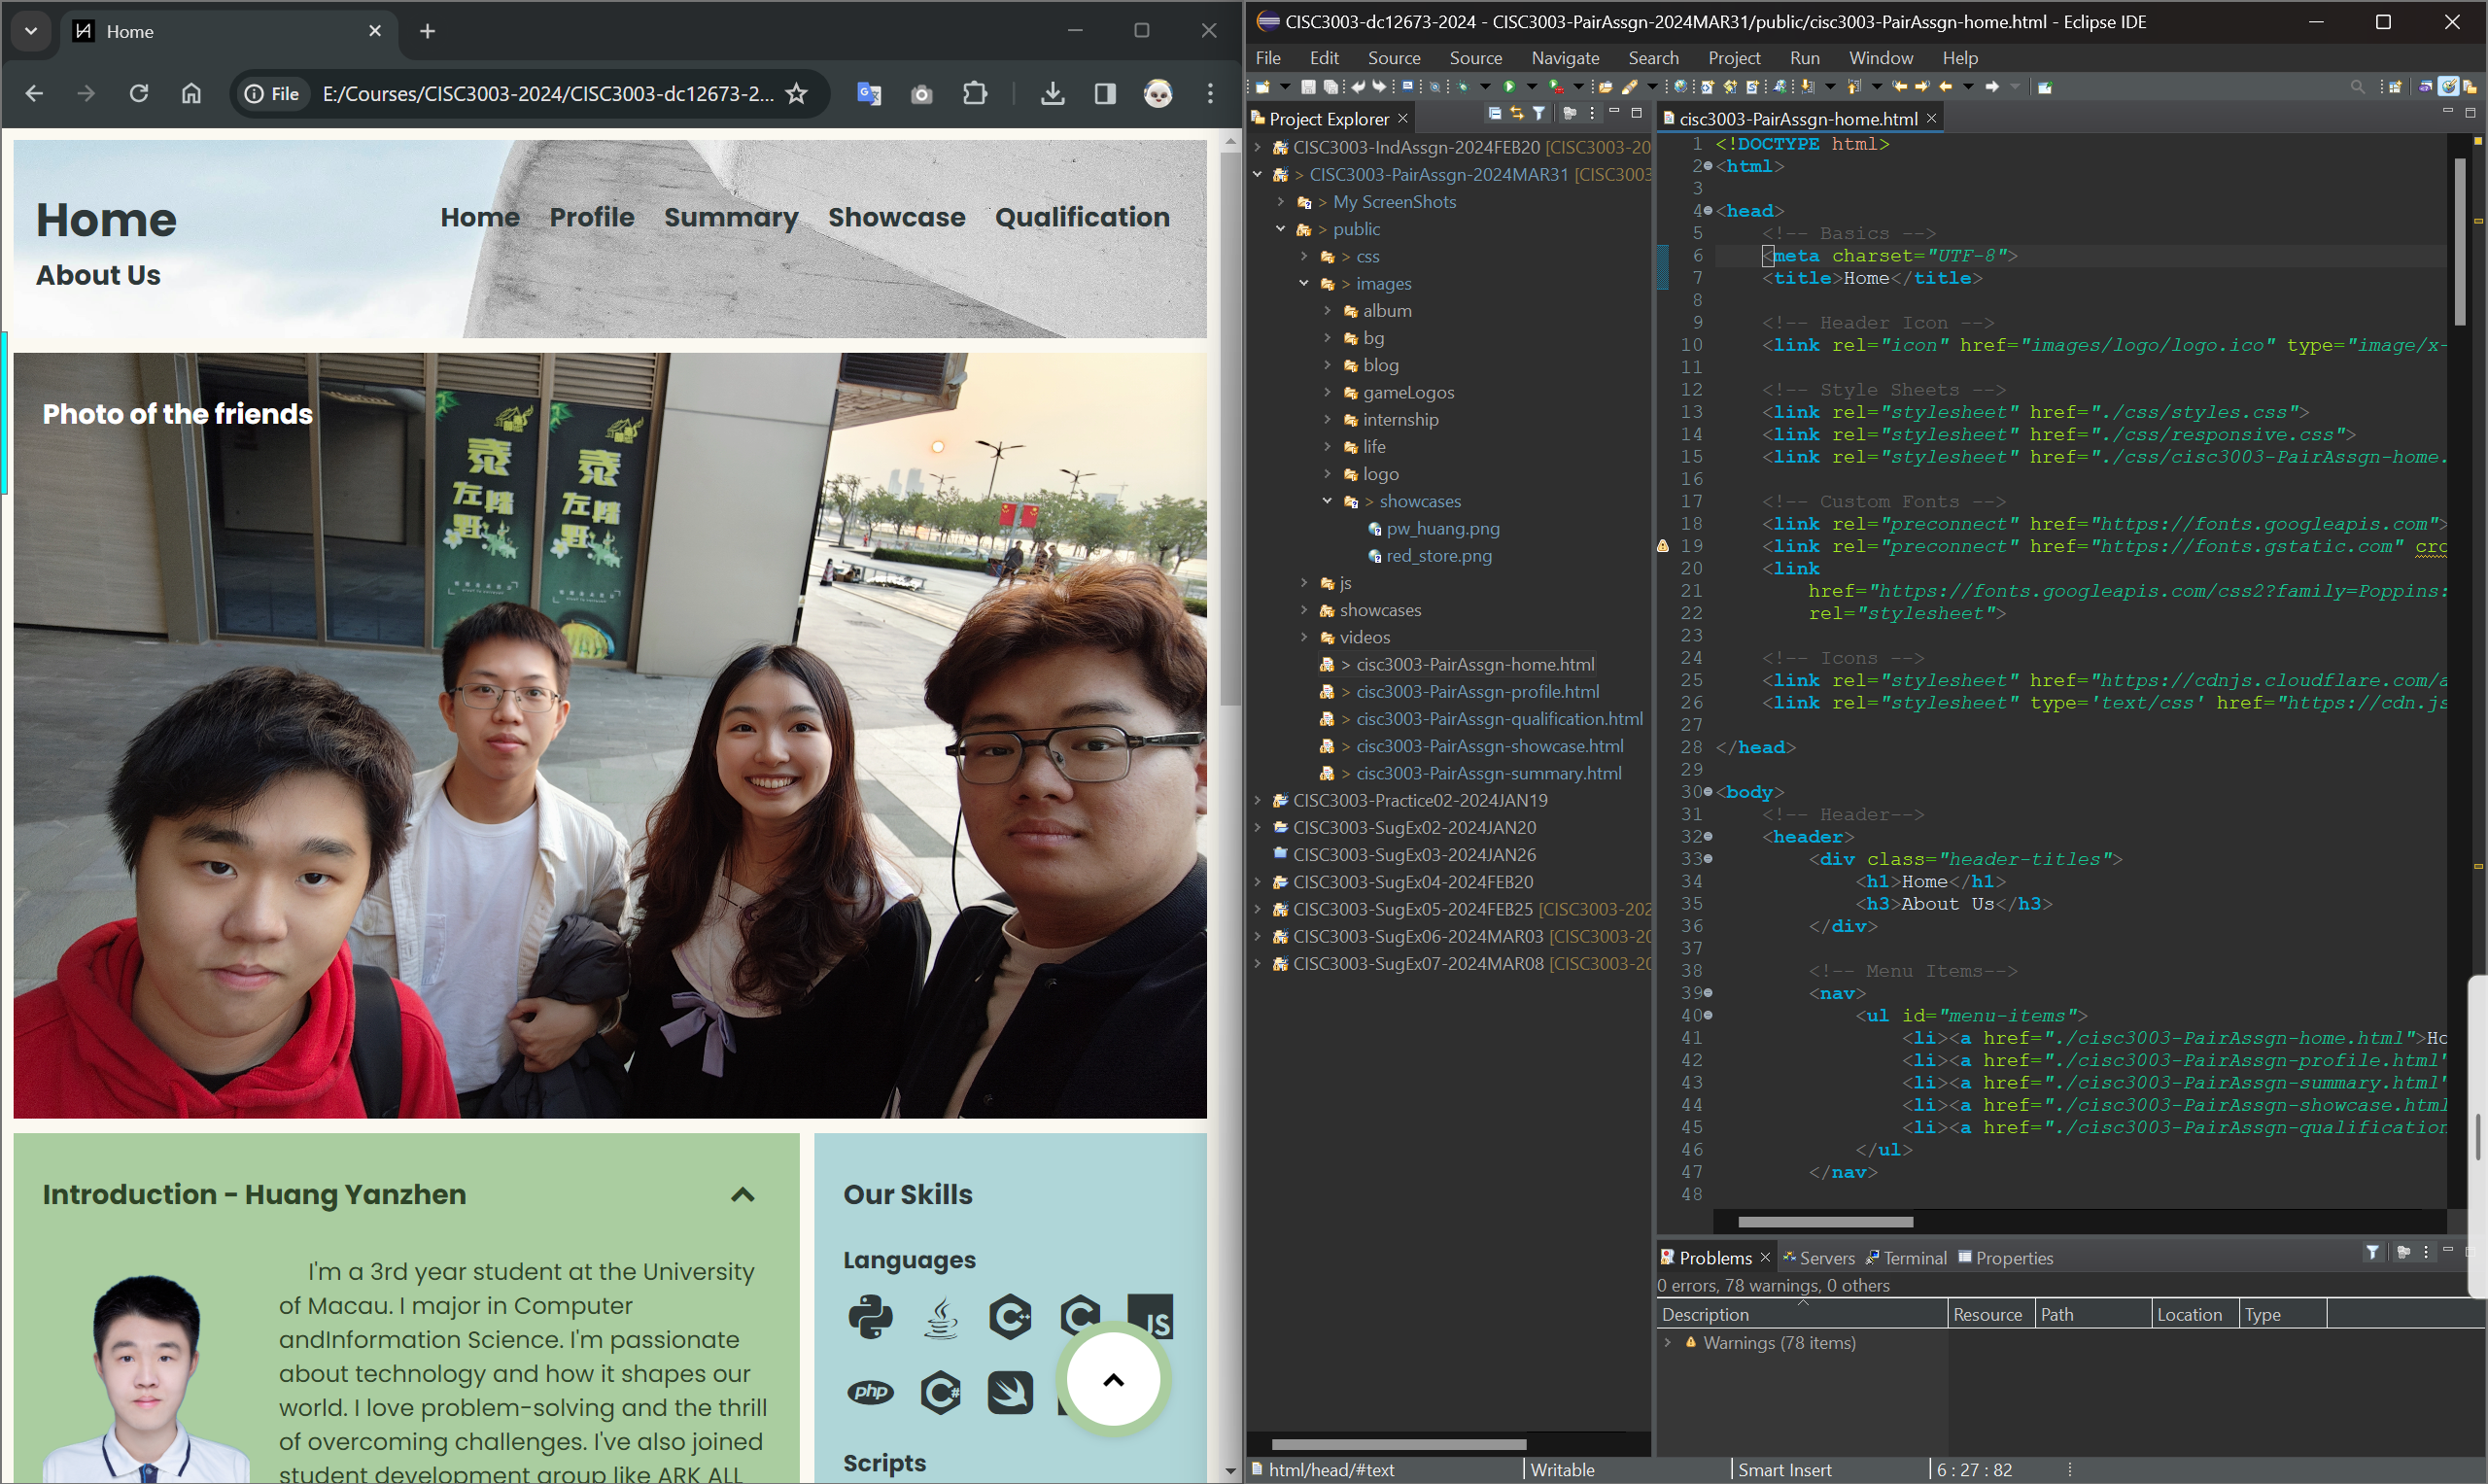 Home
File
E:/Courses/CISC3003-2024/CISC3003-dc12673-2...
Home
About Us
Home Profile Summary Showcase Qualification
Photo of the friends
泰
左鄰
右里
泰
左鄰
Introduction - Huang Yanzhen
I'm a 3rd year student at the University
of Macau. I major in Computer
andInformation Science. I'm passionate
about technology and how it shapes our
world. I love problem-solving and the thrill
of overcoming challenges. I've also joined
student development group like ARK ALL
Our Skills
Languages
JS
php
Scripts
CISC3003-dc12673-2024 - CISC3003-PairAssgn-2024MAR31/public/cisc3003-PairAssgn-home.html - Eclipse IDE
File Edit Source Source Navigate Search Project Run Window Help
Project Explorer
CISC3003-IndAssgn-2024FEB20 [CISC3003-20
> CISC3003-PairAssgn-2024MAR31 [CISC3003
> My ScreenShots
> public
> css
> images
album
bg
blog
gameLogos
internship
life
logo
> showcases
pw_huang.png
red_store.png
js
showcases
videos
> cisc3003-PairAssgn-home.html
> cisc3003-PairAssgn-profile.html
> cisc3003-PairAssgn-qualification.html
> cisc3003-PairAssgn-showcase.html
> cisc3003-PairAssgn-summary.html
CISC3003-Practice02-2024JAN19
CISC3003-SugEx02-2024JAN20
CISC3003-SugEx03-2024JAN26
CISC3003-SugEx04-2024FEB20
CISC3003-SugEx05-2024FEB25 [CISC3003-202
CISC3003-SugEx06-2024MAR03 [CISC3003-20
CISC3003-SugEx07-2024MAR08 [CISC3003-20
cisc3003-PairAssgn-home.html
1 <!DOCTYPE html>
2 <html>
3
4 <head>
5 <!-- Basics -->
6 <meta charset="UTF-8">
7 <title>Home</title>
8
9 <!-- Header Icon -->
10 <link rel="icon" href="images/logo/logo.ico" type="image/x-
11
12 <!-- Style Sheets -->
13 <link rel="stylesheet" href="./css/styles.css">
14 <link rel="stylesheet" href="./css/responsive.css">
15 <link rel="stylesheet" href="./css/cisc3003-PairAssgn-home.
16
17 <!-- Custom Fonts -->
18 <link rel="preconnect" href="https://fonts.googleapis.com">
19 <link rel="preconnect" href="https://fonts.gstatic.com" cro
20 <link
21 href="https://fonts.googleapis.com/css2?family=Poppins:
22 rel="stylesheet">
23
24 <!-- Icons -->
25 <link rel="stylesheet" href="https://cdnjs.cloudflare.com/a
26 <link rel="stylesheet" type='text/css' href="https://cdn.js
27
28 </head>
29
30 <body>
31 <!-- Header-->
32 <header>
33 <div class="header-titles">
34 <h1>Home</h1>
35 <h3>About Us</h3>
36 </div>
37
38 <!-- Menu Items-->
39 <nav>
40 <ul id="menu-items">
41 <li><a href="./cisc3003-PairAssgn-home.html">Ho
42 <li><a href="./cisc3003-PairAssgn-profile.html"
43 <li><a href="./cisc3003-PairAssgn-summary.html"
44 <li><a href="./cisc3003-PairAssgn-showcase.html
45 <li><a href="./cisc3003-PairAssgn-qualification
46 </ul>
47 </nav>
48
Problems Servers Terminal Properties
0 errors, 78 warnings, 0 others
Description Resource Path Location Type
Warnings (78 items)
html/head/#text Writable Smart Insert 6 : 27 : 82